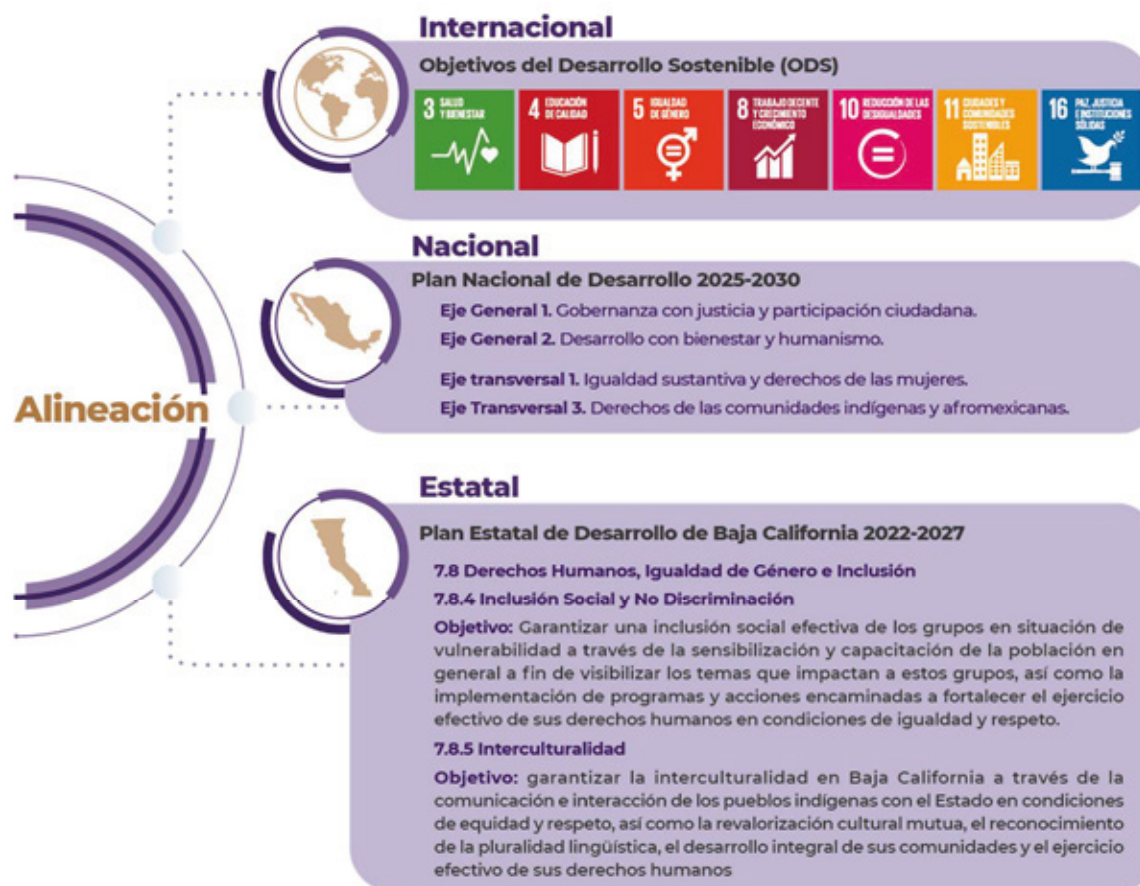 Internacional
Objetivos del Desarrollo Sostenible (ODS)
3 SALUD
Y BIENESTAR
4 EDUCACIÓN
DE CALIDAD
5 IGUALDAD
DE GÉNERO
8 TRABAJO DECENTE
Y CRECIMIENTO
ECONÓMICO
10 REDUCCIÓN DE LAS
DESIGUALDADES
11 CIUDADES Y
COMUNIDADES
SOSTENIBLES
16 PAZ, JUSTICIA
E INSTITUCIONES
SÓLIDAS
Nacional
Plan Nacional de Desarrollo 2025-2030
Eje General 1. Gobernanza con justicia y participación ciudadana.
Eje General 2. Desarrollo con bienestar y humanismo.
Eje transversal 1. Igualdad sustantiva y derechos de las mujeres.
Eje Transversal 3. Derechos de las comunidades indígenas y afromexicanas.
Alineación
Estatal
Plan Estatal de Desarrollo de Baja California 2022-2027
7.8 Derechos Humanos, Igualdad de Género e Inclusión
7.8.4 Inclusión Social y No Discriminación
Objetivo: Garantizar una inclusión social efectiva de los grupos en situación de
vulnerabilidad a través de la sensibilización y capacitación de la población en
general a fin de visibilizar los temas que impactan a estos grupos, así como la
implementación de programas y acciones encaminadas a fortalecer el ejercicio
efectivo de sus derechos humanos en condiciones de igualdad y respeto.
7.8.5 Interculturalidad
Objetivo: garantizar la interculturalidad en Baja California a través de la
comunicación e interacción de los pueblos indígenas con el Estado en condiciones
de equidad y respeto, así como la revalorización cultural mutua, el reconocimiento
de la pluralidad lingüística, el desarrollo integral de sus comunidades y el ejercicio
efectivo de sus derechos humanos